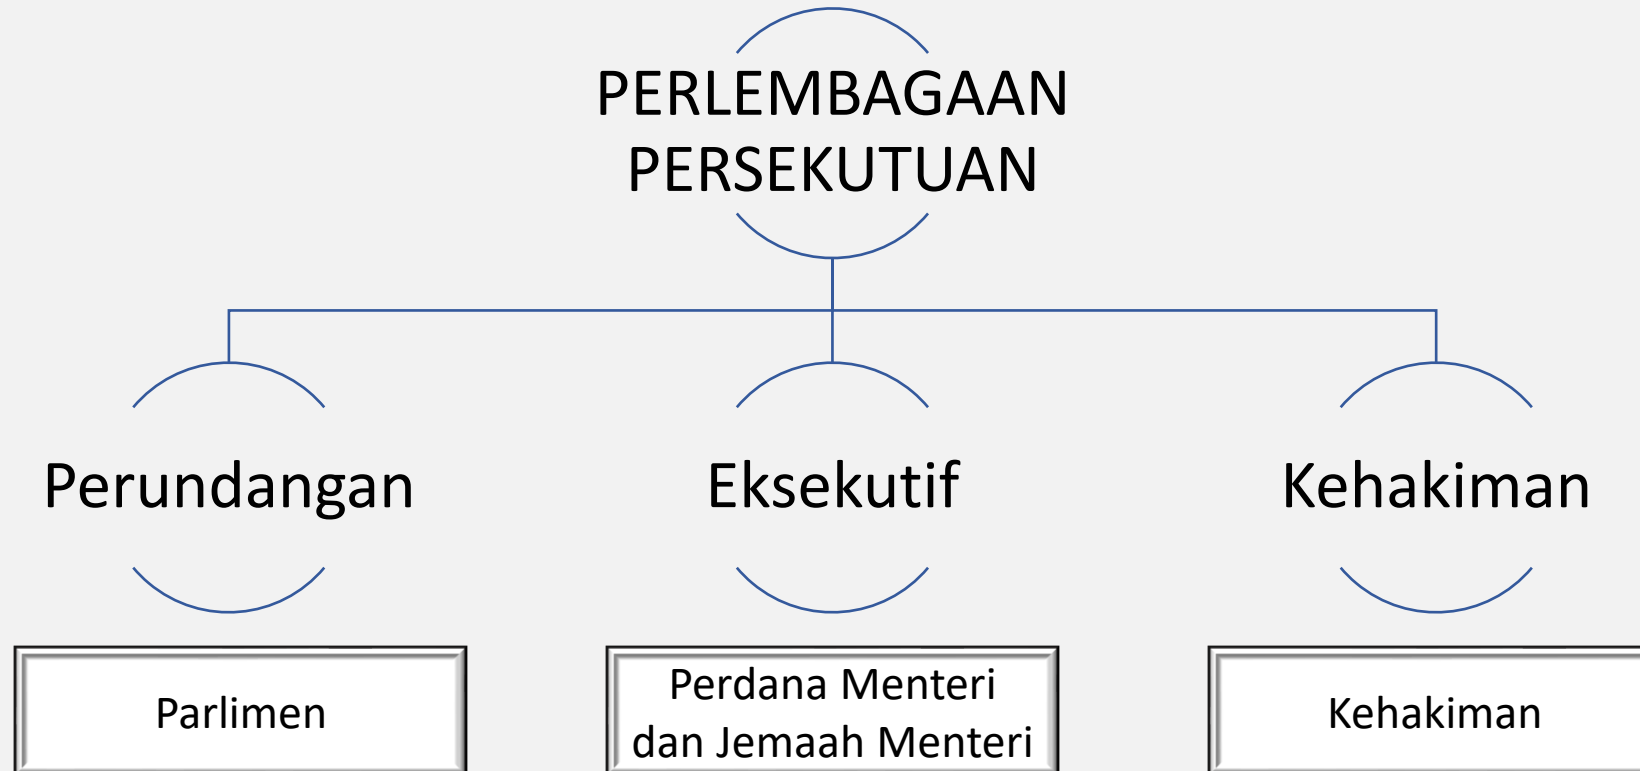 PERLEMBAGAAN
PERSEKUTUAN
Perundangan
Eksekutif
Kehakiman
Parlimen
Perdana Menteri
dan Jemaah Menteri
Kehakiman